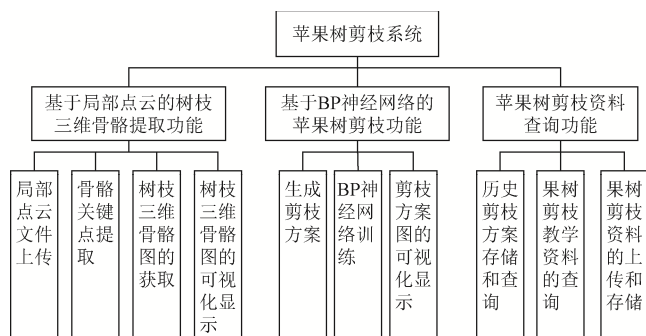 苹果树剪枝系统
基于局部点云的树枝
三维骨骼提取功能
基于BP神经网络的
苹果树剪枝功能
苹果树剪枝资料
查询功能
局部
点云
文件
上传
骨骼
关键
点提
取
树枝
三维
骨骼
图的
获取
树枝
三维
骨骼
图的
可视
化显
示
生成
剪枝
方案
BP神
经网
络训
练
剪枝
方案
图的
可视
化显
示
历史
剪枝
方案
存储
和查
询
果树
剪枝
教学
资料
的查
询
果树
剪枝
资料
的上
传和
存储